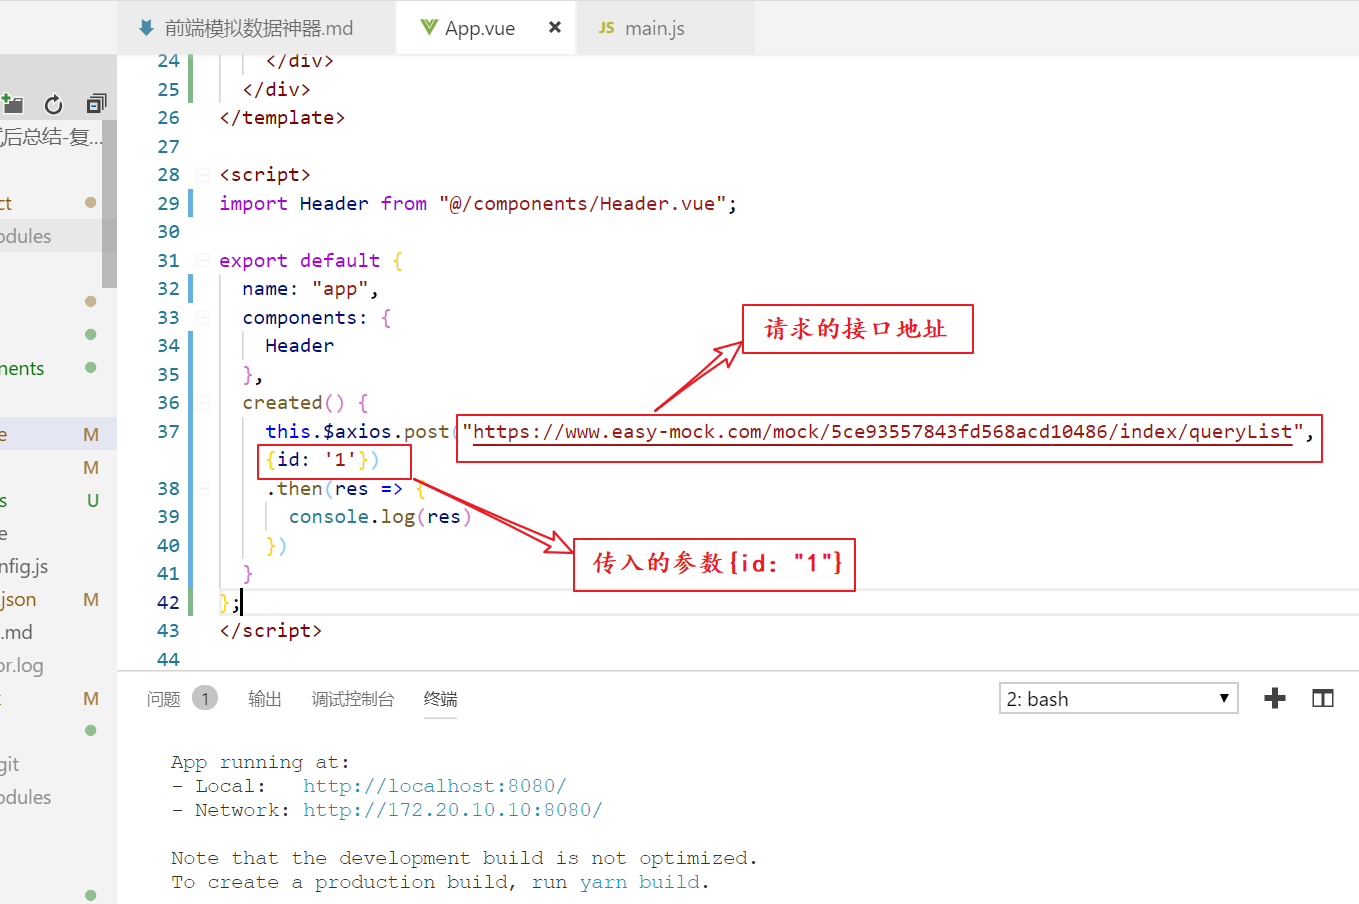 前端模拟数据神器.md
App.vue
JS main.js
后总结-复...
ct
odules
nents
e M
M
s U
e
nfig.js
json M
.md
or.log
M
git
odules
24 </div>
25 </div>
26 </template>
27
28 <script>
29 import Header from "@/components/Header.vue";
30
31 export default {
32 name: "app",
33 components: {
34 Header
35 },
36 created() {
37 this.$axios.post("https://www.easy-mock.com/mock/5ce93557843fd568acd10486/index/queryList",
{id: '1'})
38 .then(res => {
39 console.log(res)
40 })
41 }
42 };
43 </script>
44
请求的接口地址
传入的参数{id: "1"}
问题 1 输出 调试控制台 终端
2: bash
App running at:
- Local: http://localhost:8080/
- Network: http://172.20.10.10:8080/
Note that the development build is not optimized.
To create a production build, run yarn build.